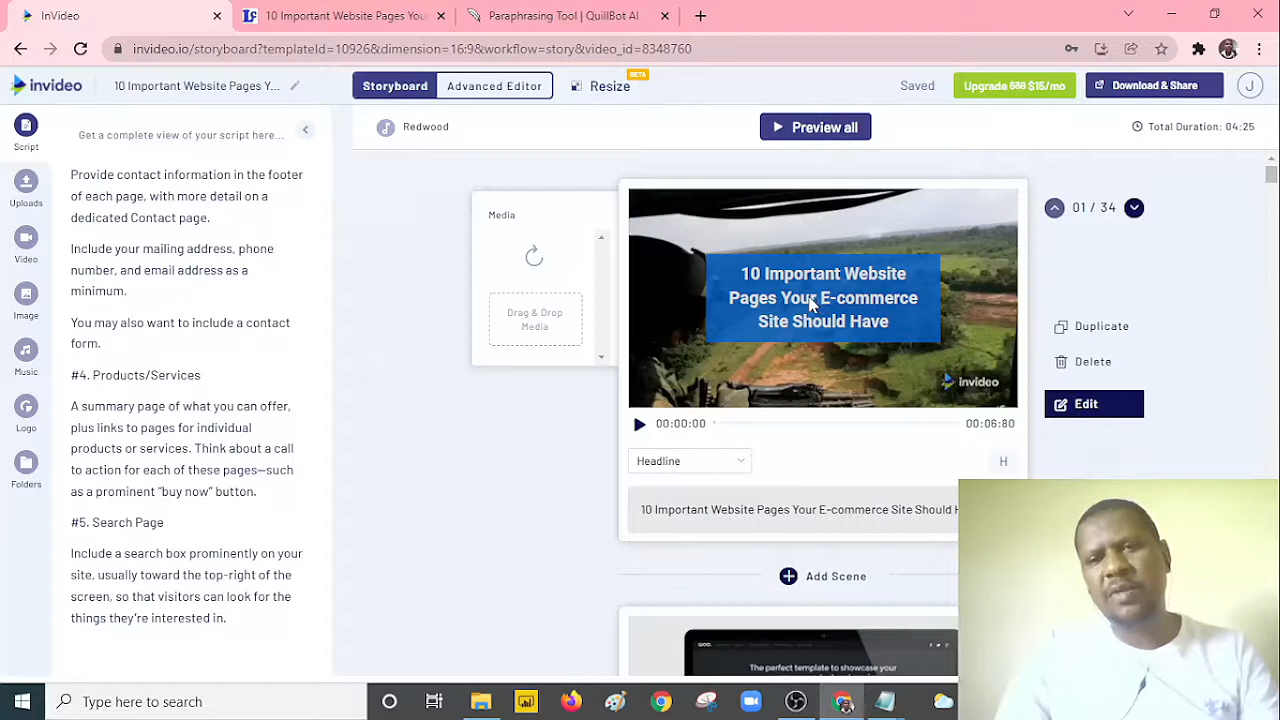 InVideo
10 Important Website Pages Your
Paraphrasing Tool | QuillBot AI
invideo.io/storyboard?templateId=10926&dimension=16:9&workflow=story&video_id=8348760
invideo
10 Important Website Pages Y...
Storyboard
Advanced Editor
Resize
BETA
Saved
Upgrade $30 $15/mo
Download & Share
J
Script
Uploads
Video
Image
Music
Logo
Folders
Get a complete view of your script here...
Provide contact information in the footer
of each page, with more detail on a
dedicated Contact page.
Include your mailing address, phone
number, and email address as a
minimum.
You may also want to include a contact
form.
#4. Products/Services
A summary page of what you can offer,
plus links to pages for individual
products or services. Think about a call
to action for each of these pages—such
as a prominent “buy now” button.
#5. Search Page
Include a search box prominently on your
site, usually toward the top-right of the
screen, so that visitors can look for the
things they’re interested in.
Redwood
Preview all
Total Duration: 04:25
Media
Drag & Drop
Media
10 Important Website
Pages Your E-commerce
Site Should Have
invideo
00:00:00
00:06:80
Headline
H
10 Important Website Pages Your E-commerce Site Should H
01 / 34
Duplicate
Delete
Edit
Add Scene
woo.
The perfect template to showcase your
Type here to search